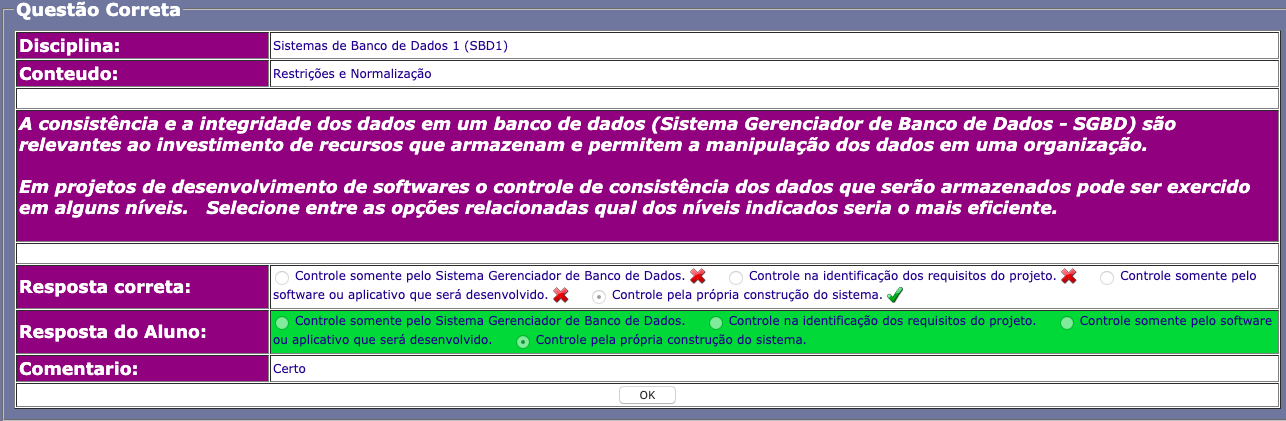 Questão Correta
Disciplina: Sistemas de Banco de Dados 1 (SBD1)
Conteudo: Restrições e Normalização
A consistência e a integridade dos dados em um banco de dados (Sistema Gerenciador de Banco de Dados - SGBD) são
relevantes ao investimento de recursos que armazenam e permitem a manipulação dos dados em uma organização.
Em projetos de desenvolvimento de softwares o controle de consistência dos dados que serão armazenados pode ser exercido
em alguns níveis. Selecione entre as opções relacionadas qual dos níveis indicados seria o mais eficiente.
Resposta correta:
Controle somente pelo Sistema Gerenciador de Banco de Dados. Controle na identificação dos requisitos do projeto. Controle somente pelo
software ou aplicativo que será desenvolvido. Controle pela própria construção do sistema.
Resposta do Aluno:
Controle somente pelo Sistema Gerenciador de Banco de Dados. Controle na identificação dos requisitos do projeto. Controle somente pelo software
ou aplicativo que será desenvolvido. Controle pela própria construção do sistema.
Comentario: Certo
OK